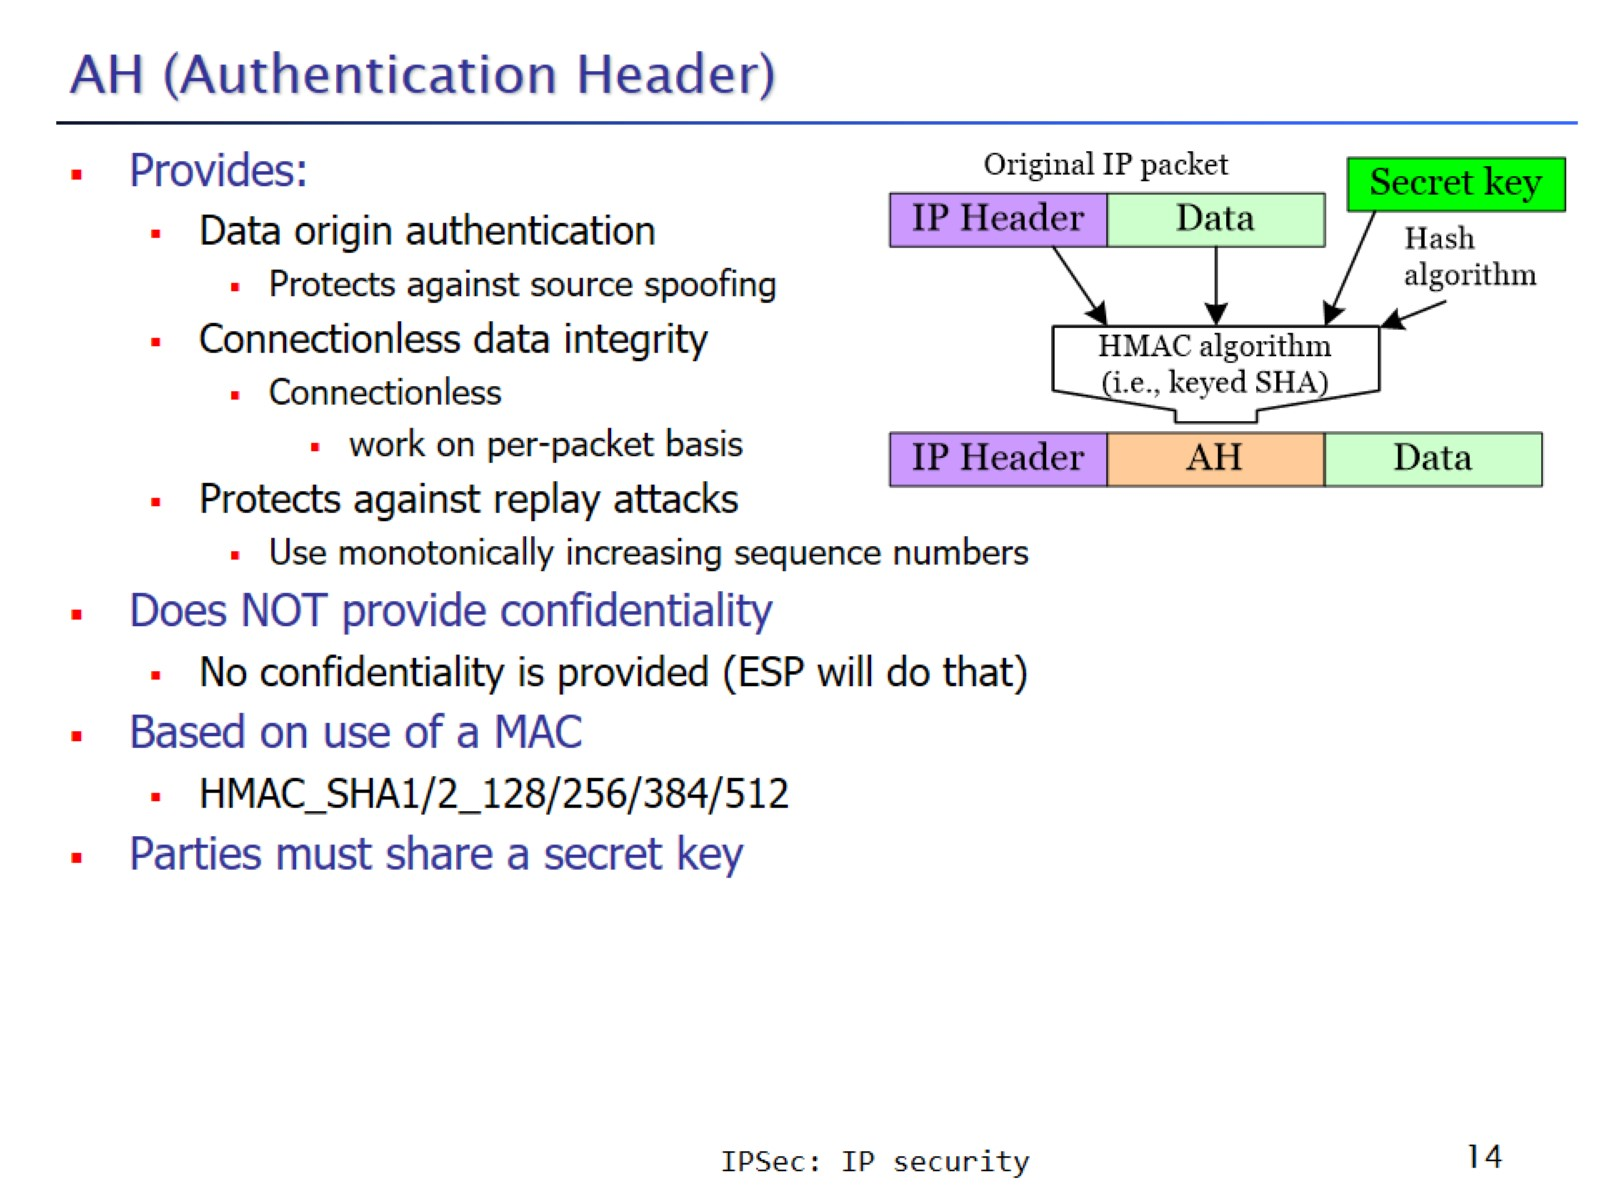 AH (Authentication Header)
Provides:
Data origin authentication
Protects against source spoofing
Connectionless data integrity
Connectionless
work on per-packet basis
Protects against replay attacks
Use monotonically increasing sequence numbers
Does NOT provide confidentiality
No confidentiality is provided (ESP will do that)
Based on use of a MAC
HMAC_SHA1/2_128/256/384/512
Parties must share a secret key
Original IP packet
Secret key
IP Header
Data
Hash
algorithm
HMAC algorithm
(i.e., keyed SHA)
IP Header
AH
Data
IPSec: IP security
14